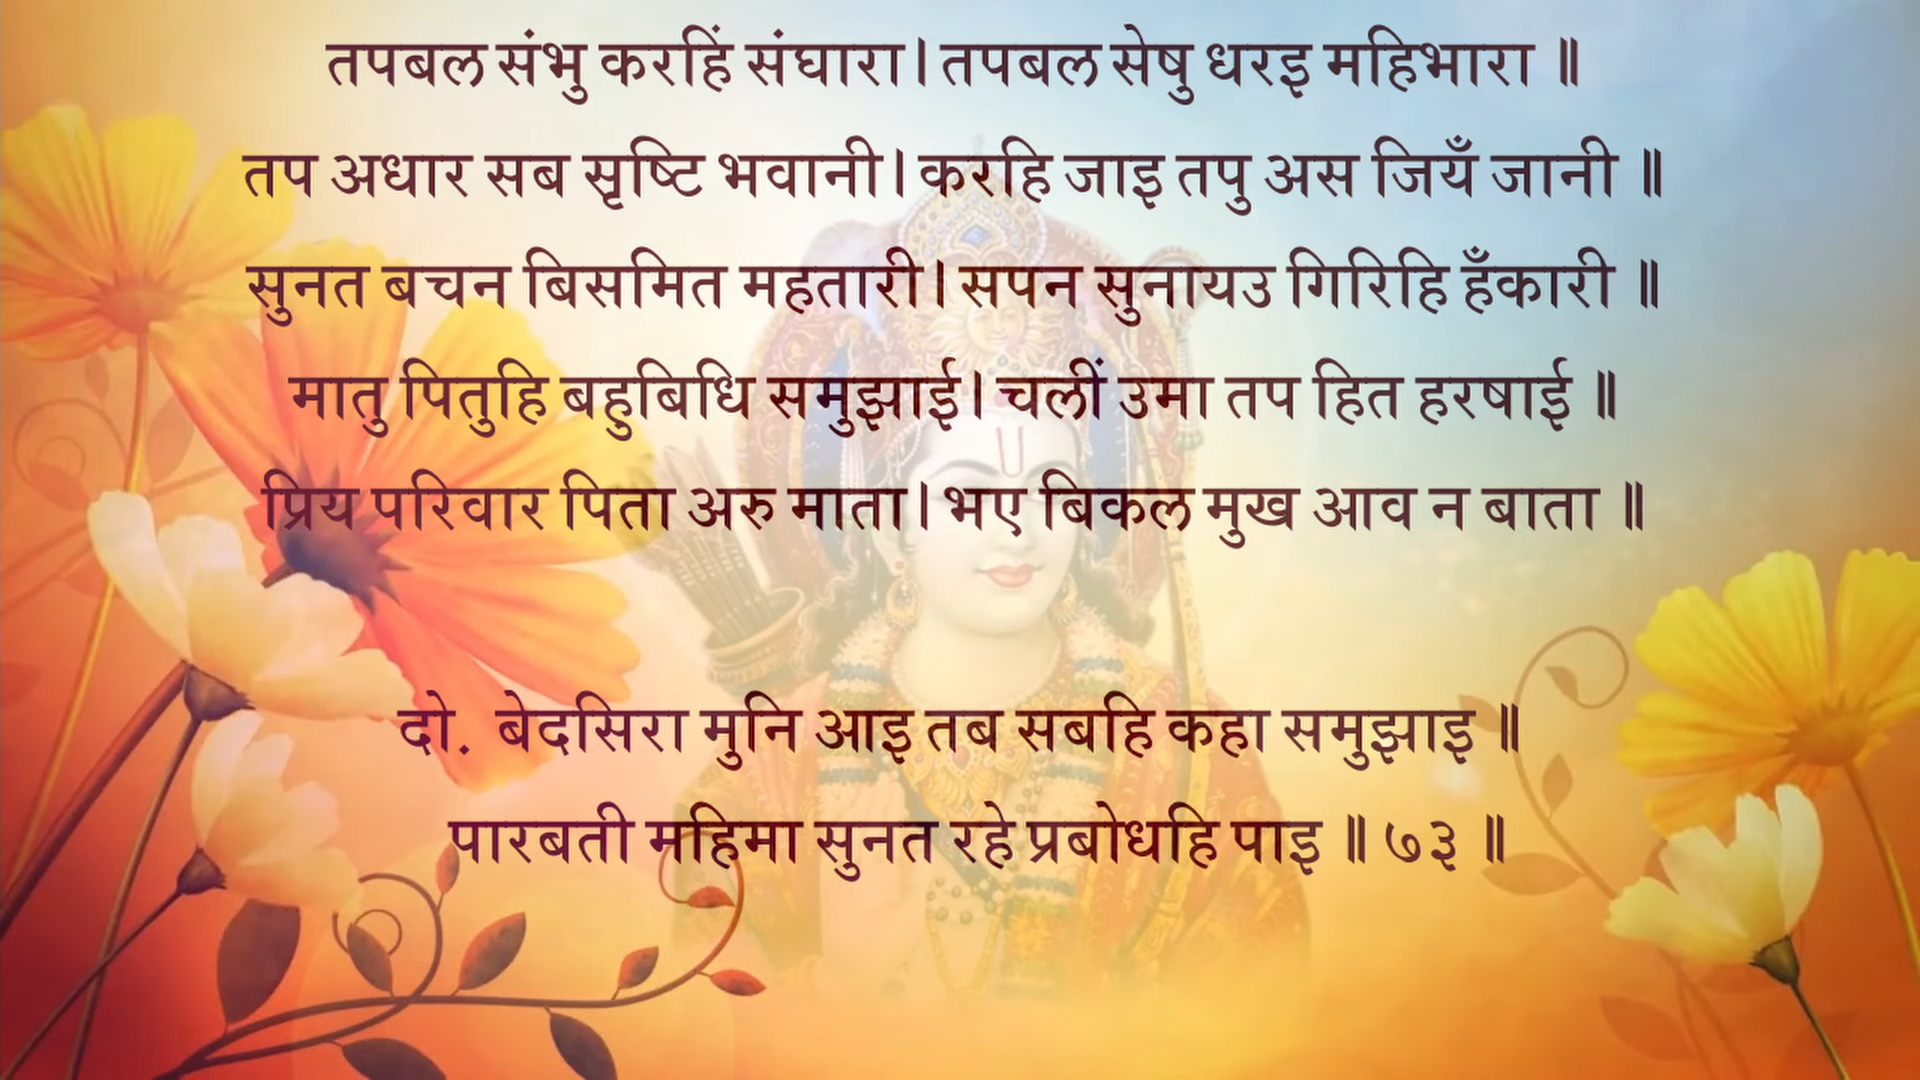 तपबल संभु करहिं संघारा। तपबल सेषु धरइ महिभारा ॥
तप अधार सब सृष्टि भवानी। करहि जाइ तपु अस जियँ जानी ॥
सुनत बचन बिसमित महतारी। सपन सुनायउ गिरिहि हँकारी ॥
मातु पितुहि बहुबिधि समुझाई। चलीं उमा तप हित हरषाई ॥
प्रिय परिवार पिता अरु माता। भए बिकल मुख आव न बाता ॥
दो. बेदसिरा मुनि आइ तब सबहि कहा समुझाइ ॥
पारबती महिमा सुनत रहे प्रबोधहि पाइ ॥ ७३ ॥